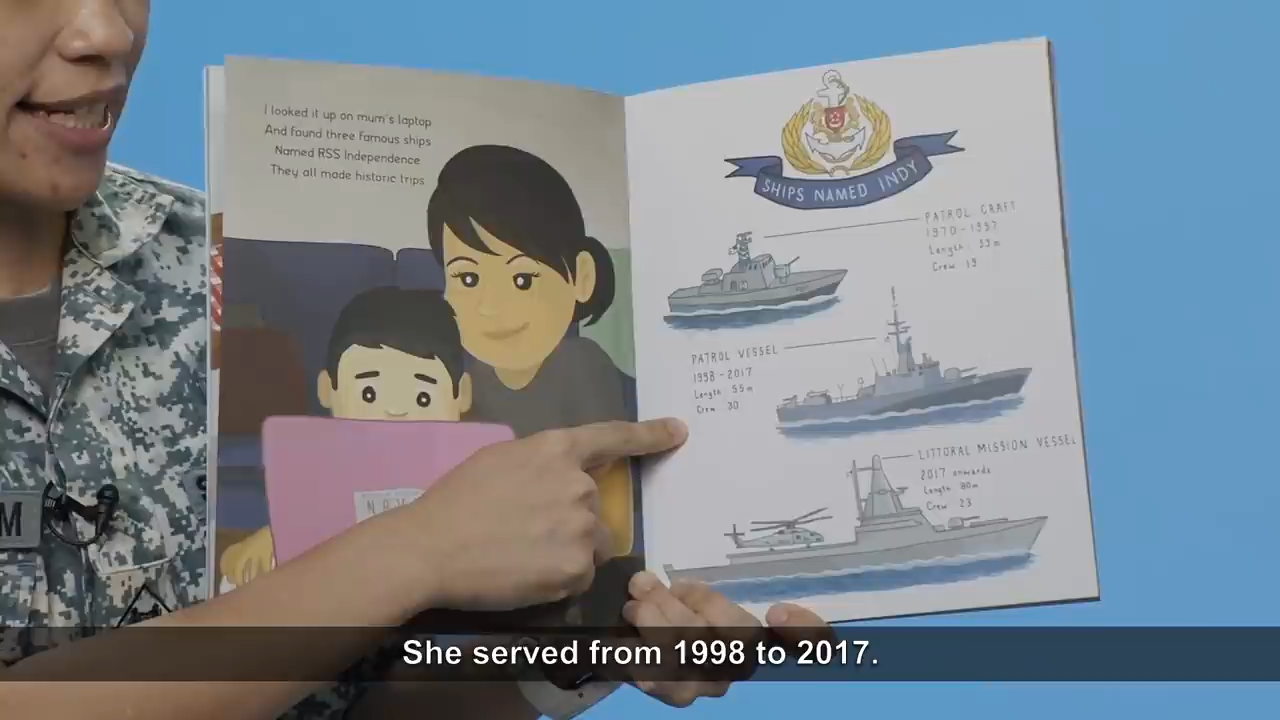 I looked it up on mum's laptop
And found three famous ships
Named RSS Independence
They all made historic trips
SHIPS NAMED INDY
PATROL CRAFT
1970-1997
Length: 33m
Crew 19
PATROL VESSEL
1998-2017
Length 55m
Crew 30
LITTORAL MISSION VESSEL
2017 onwards
Length 80m
Crew 23
M
She served from 1998 to 2017.